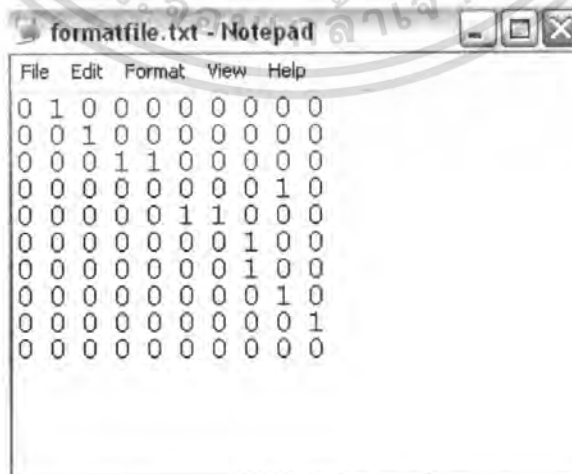 formatfile.txt - Notepad
File Edit Format View Help
0 1 0 0 0 0 0 0 0 0
0 0 1 0 0 0 0 0 0 0
0 0 0 1 1 0 0 0 0 0
0 0 0 0 0 0 0 0 1 0
0 0 0 0 0 1 1 0 0 0
0 0 0 0 0 0 0 1 0 0
0 0 0 0 0 0 0 1 0 0
0 0 0 0 0 0 0 0 1 0
0 0 0 0 0 0 0 0 0 1
0 0 0 0 0 0 0 0 0 0